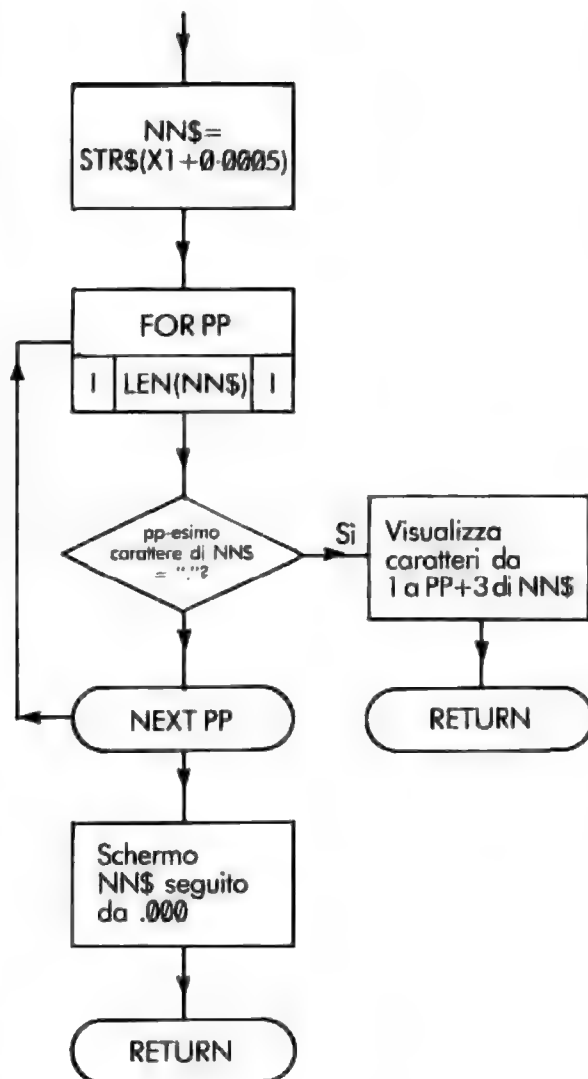 NN$=
STR$(X1+0.0005)
FOR PP
1 LEN(NN$) 1
pp-esimo
carattere di NN$
= "."?
Sì
Visualizza
caratteri da
1 a PP+3 di NN$
NEXT PP
RETURN
Schermo
NN$ seguito
da .000
RETURN